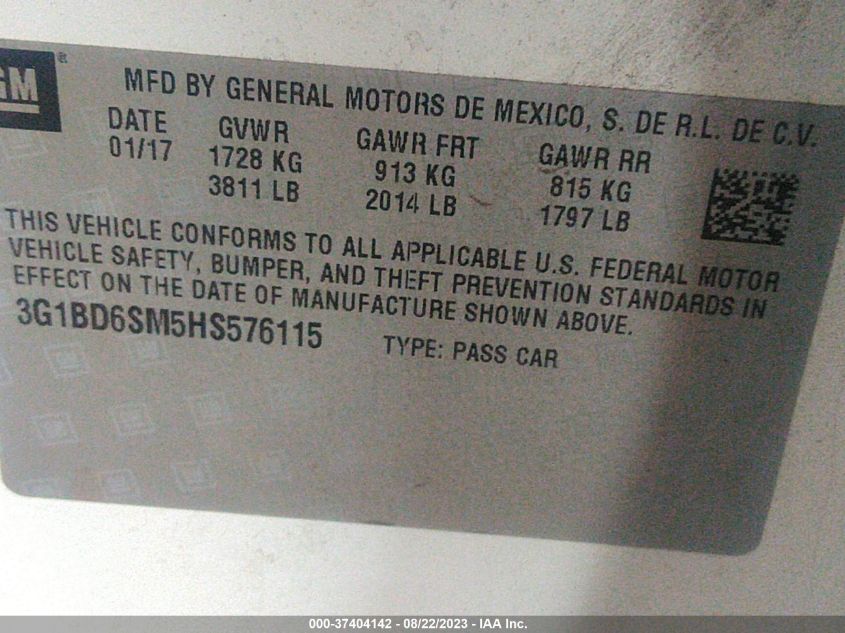 GM ®
MFD BY GENERAL MOTORS DE MEXICO, S. DE R.L. DE C.V.
DATE GVWR GAWR FRT GAWR RR
01/17 1728 KG 913 KG 815 KG
3811 LB 2014 LB 1797 LB
THIS VEHICLE CONFORMS TO ALL APPLICABLE U.S. FEDERAL MOTOR
VEHICLE SAFETY, BUMPER, AND THEFT PREVENTION STANDARDS IN
EFFECT ON THE DATE OF MANUFACTURE SHOWN ABOVE.
3G1BD6SM5HS576115 TYPE: PASS CAR
000-37404142 - 08/22/2023 - IAA Inc.